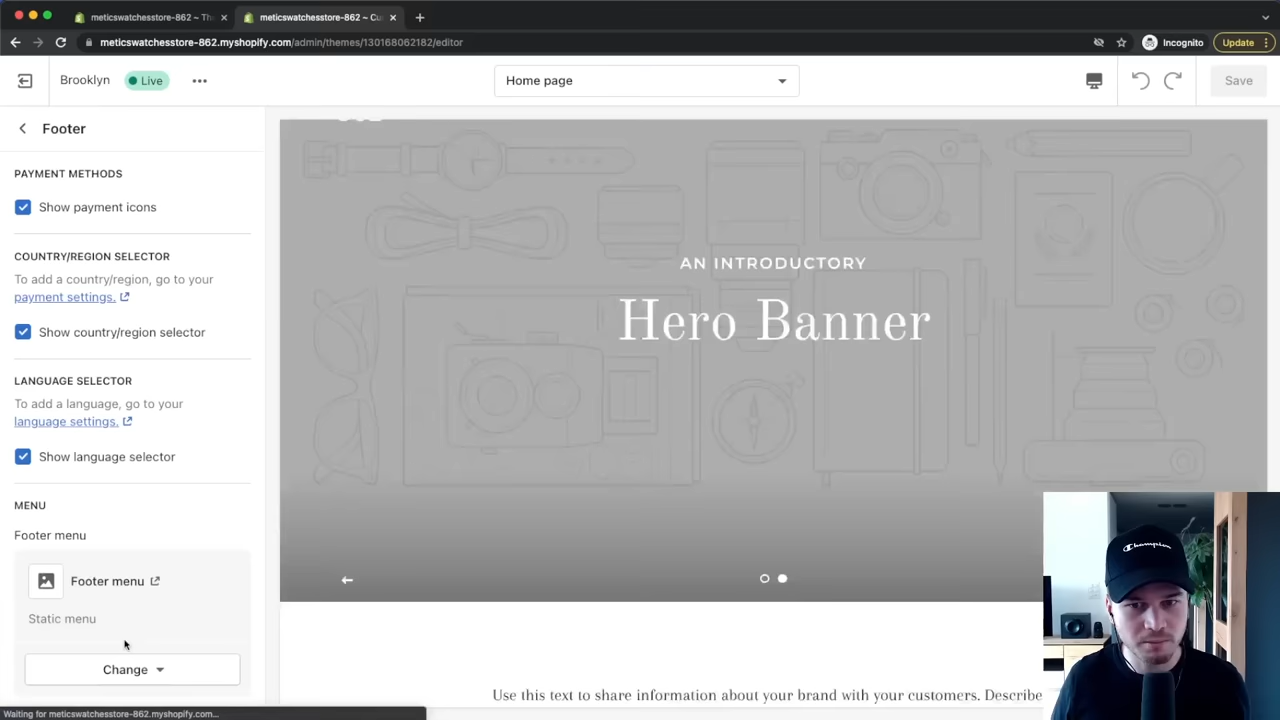 meticswatchesstore-862 ~ Th
meticswatchesstore-862 ~ Cu
meticswatchesstore-862.myshopify.com/admin/themes/130168062182/editor
Incognito
Update
Brooklyn
Live
Home page
Save
Footer
PAYMENT METHODS
Show payment icons
COUNTRY/REGION SELECTOR
To add a country/region, go to your
payment settings.
Show country/region selector
LANGUAGE SELECTOR
To add a language, go to your
language settings.
Show language selector
MENU
Footer menu
Footer menu
Static menu
Change
Waiting for meticswatchesstore-862.myshopify.com...
AN INTRODUCTORY
Hero Banner
Use this text to share information about your brand with your customers. Describe
Champion